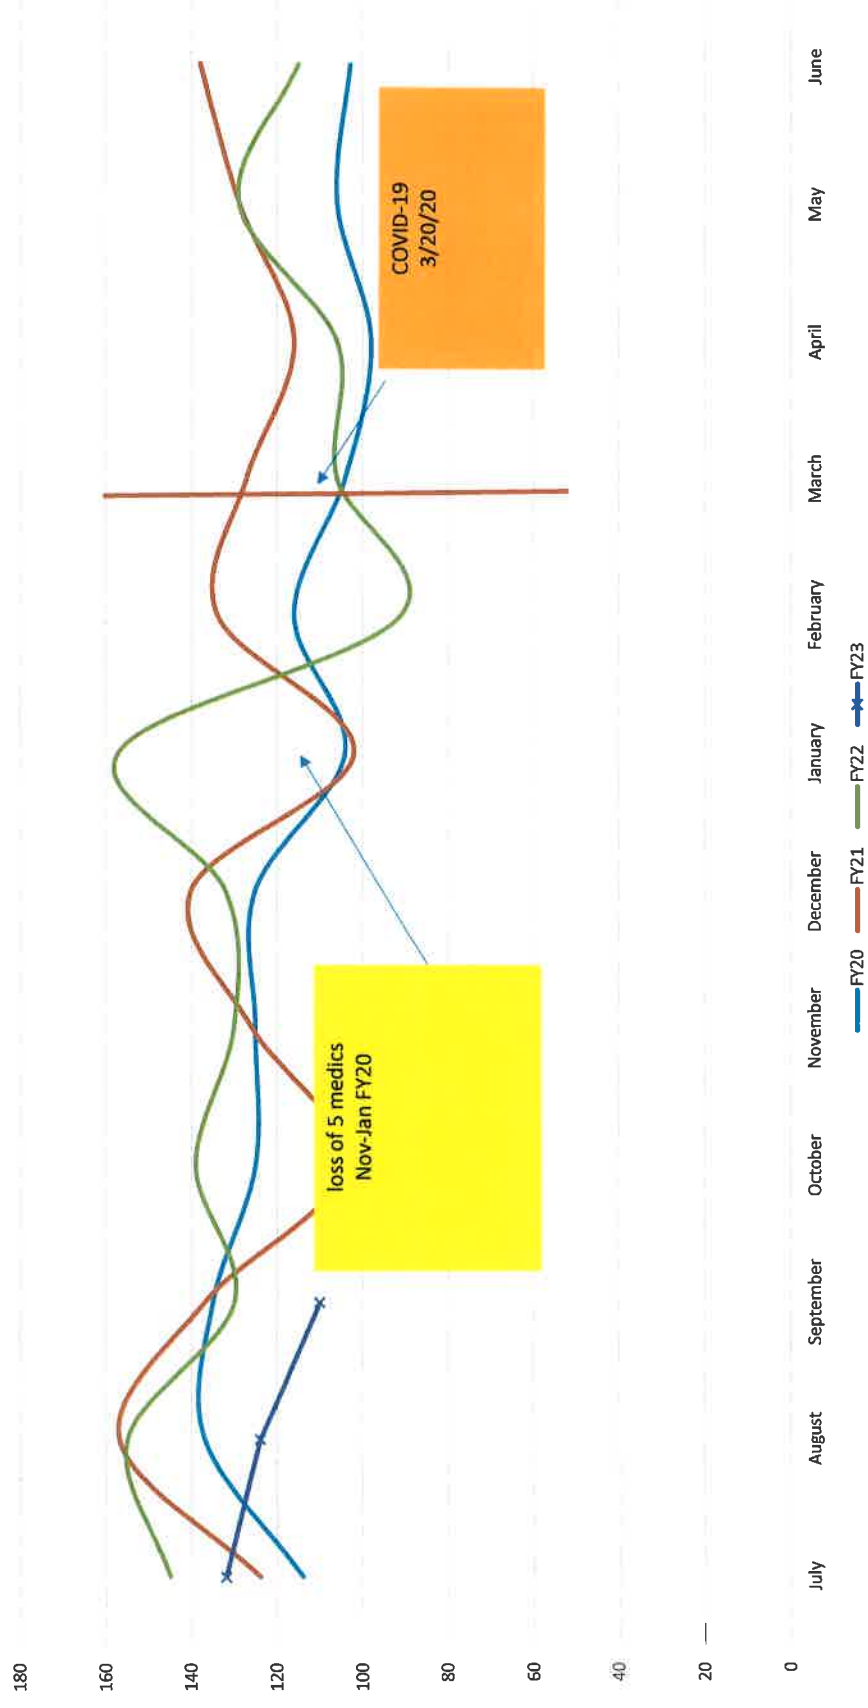 180
160
140
120
100
80
60
40
20
0
loss of 5 medics
Nov-Jan FY20
COVID-19
3/20/20
July
August
September
October
November
December
January
February
March
April
May
June
FY20 FY21 FY22 FY23